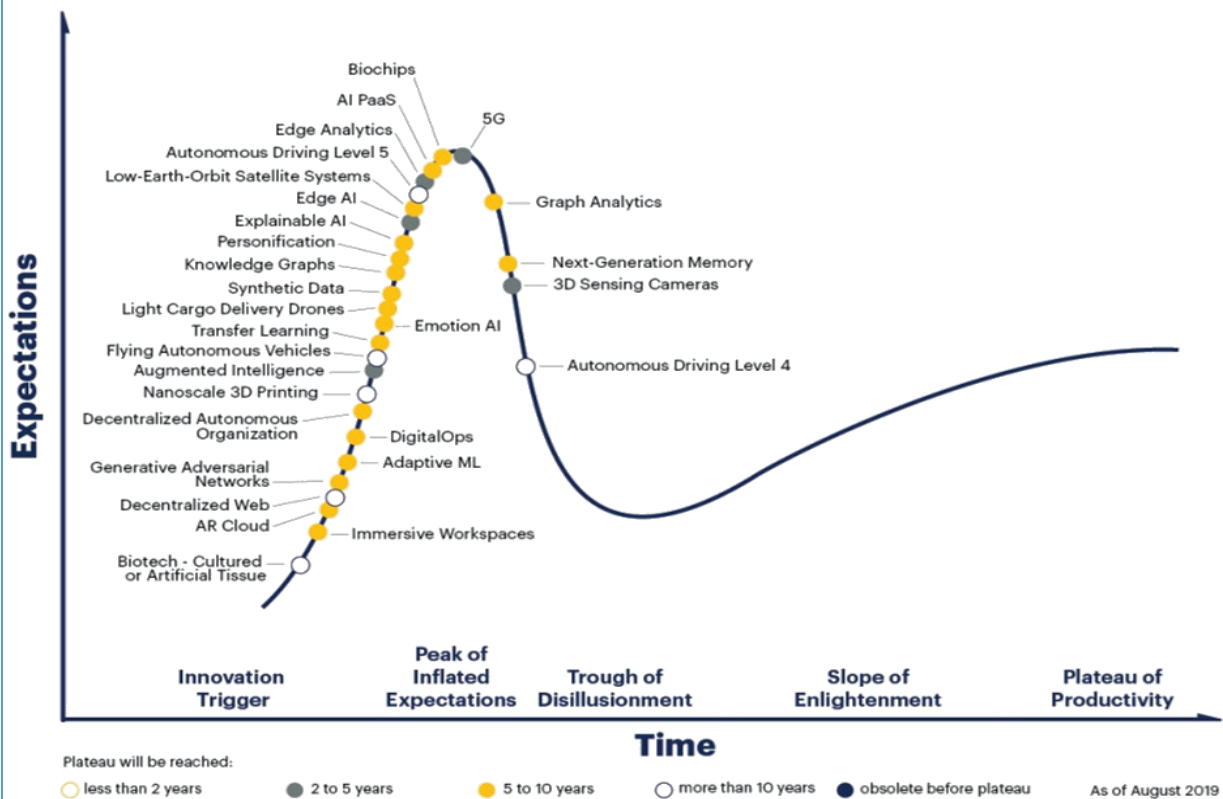 Biochips
AI PaaS
5G
Edge Analytics
Autonomous Driving Level 5
Low-Earth-Orbit Satellite Systems
Edge AI
Graph Analytics
Explainable AI
Personification
Knowledge Graphs
Next-Generation Memory
Synthetic Data
3D Sensing Cameras
Light Cargo Delivery Drones
Emotion AI
Transfer Learning
Flying Autonomous Vehicles
Augmented Intelligence
Autonomous Driving Level 4
Nanoscale 3D Printing
Decentralized Autonomous
Organization
DigitalOps
Adaptive ML
Generative Adversarial
Networks
Decentralized Web
AR Cloud
Immersive Workspaces
Biotech - Cultured
or Artificial Tissue
Expectations
Innovation
Trigger
Peak of
Inflated
Expectations
Trough of
Disillusionment
Slope of
Enlightenment
Plateau of
Productivity
Time
Plateau will be reached:
less than 2 years
2 to 5 years
5 to 10 years
more than 10 years
obsolete before plateau
As of August 2019